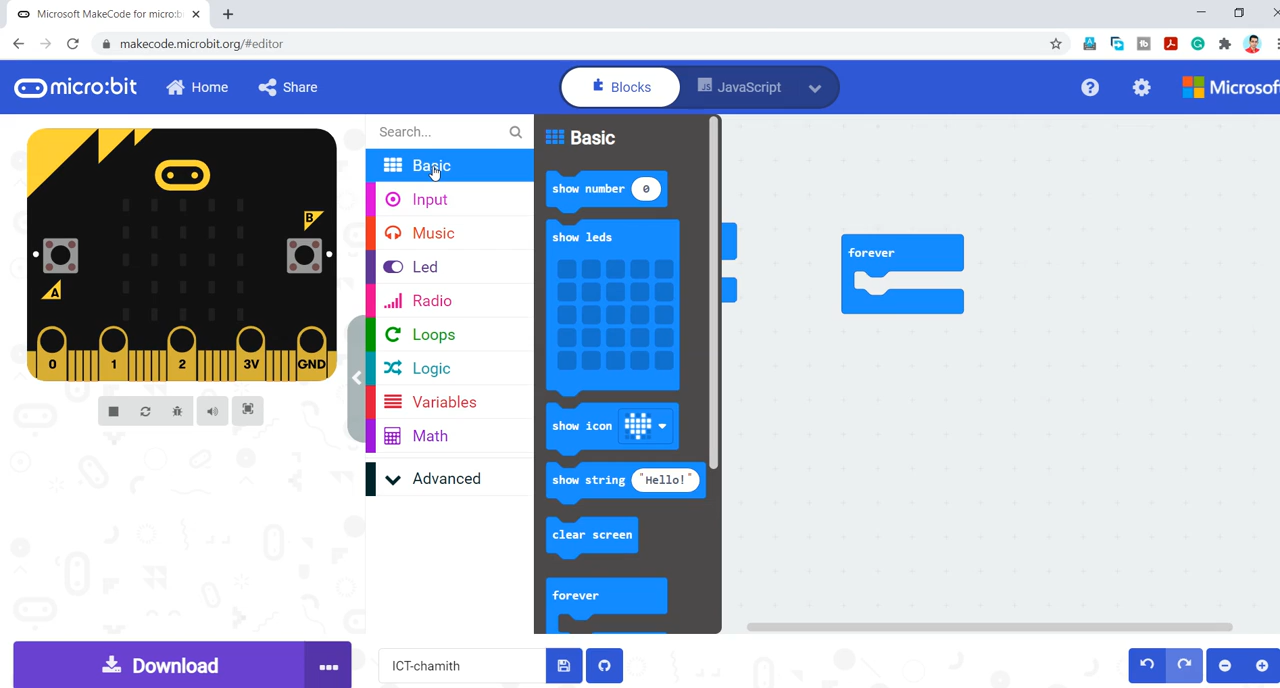 Microsoft MakeCode for micro:b
makecode.microbit.org/#editor
micro:bit
Home
Share
Blocks
JS JavaScript
?
Microsof
B
A
0
1
2
3V
GND
Search...
Basic
Input
Music
Led
Radio
Loops
Logic
Variables
Math
Advanced
Basic
show number 0
show leds
show icon
show string "Hello!"
clear screen
forever
forever
Download
ICT-chamith